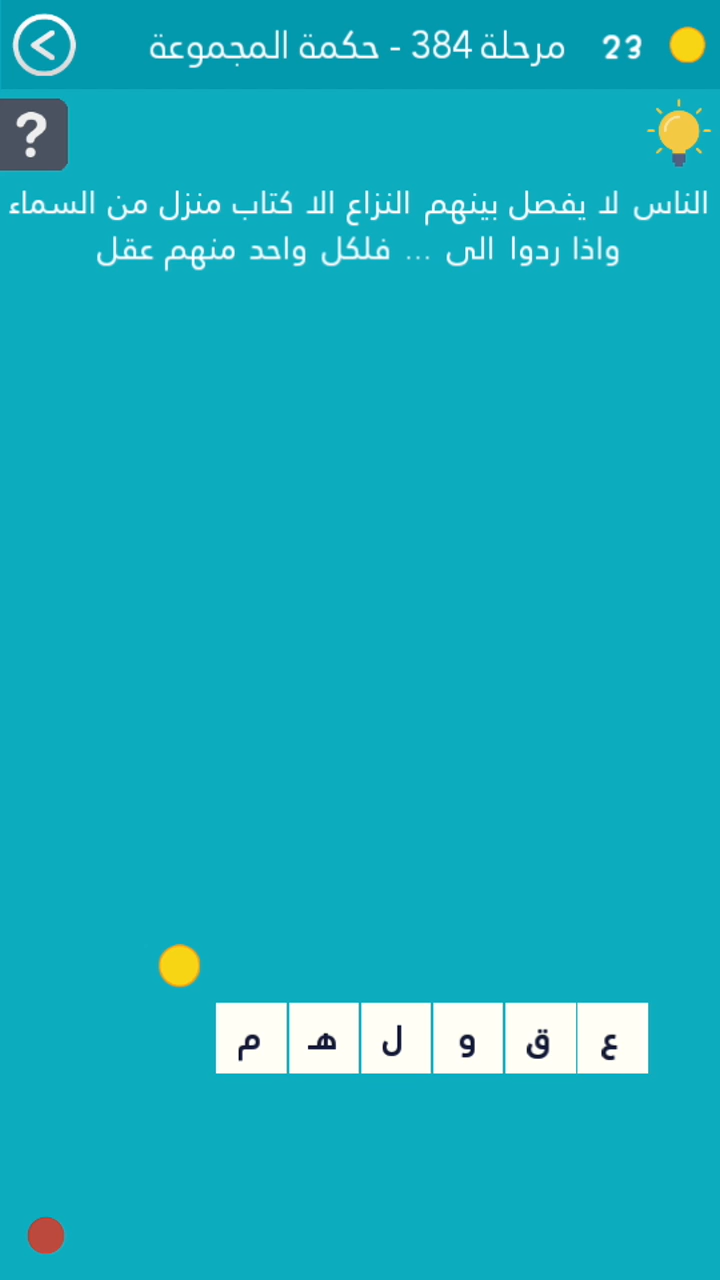 مرحلة 384 - حكمة المجموعة 23
?
الناس لا يفصل بينهم النزاع الا كتاب منزل من السماء
واذا ردوا الى ... فلكل واحد منهم عقل
ع ق و ل هـ م